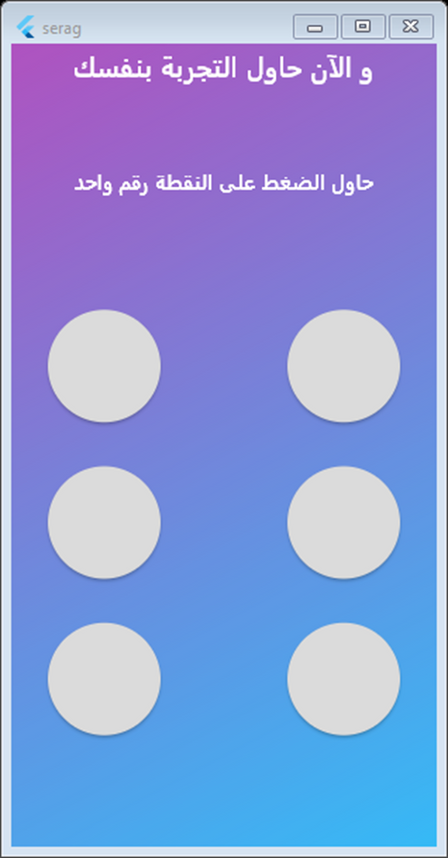 serag
و الآن حاول التجربة بنفسك
حاول الضغط على النقطة رقم واحد